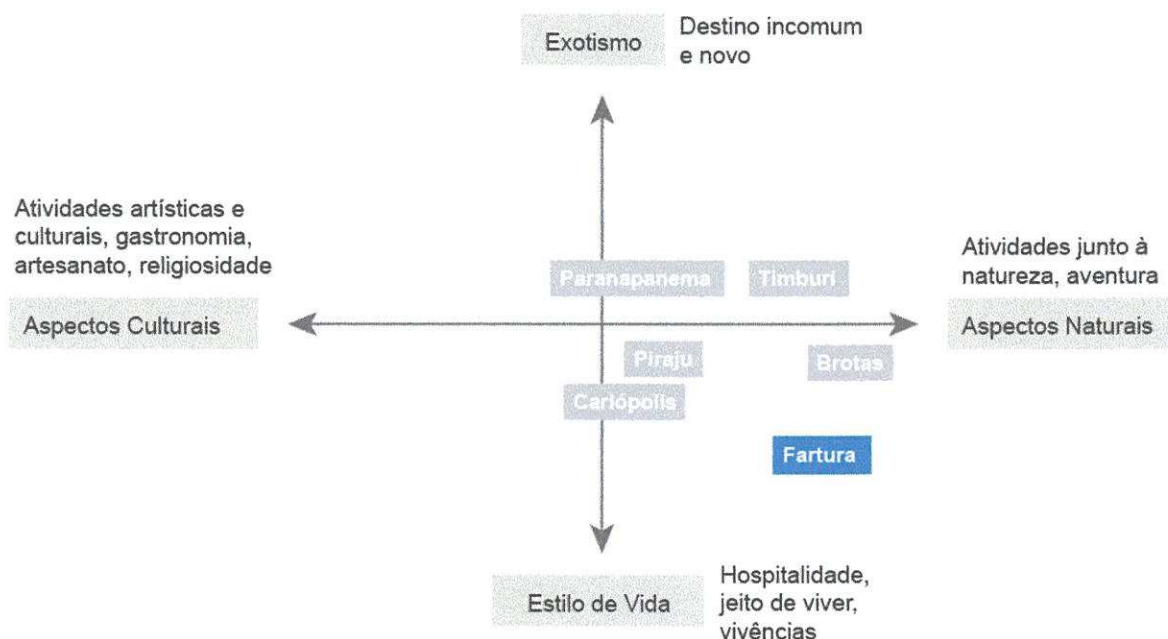 Exotismo
Destino incomum
e novo
Atividades artísticas e
culturais, gastronomia,
artesanato, religiosidade
Aspectos Culturais
Paranapanema
Timburi
Atividades junto à
natureza, aventura
Aspectos Naturais
Piraju
Brotas
Carlópolis
Fartura
Estilo de Vida
Hospitalidade,
jeito de viver,
vivências